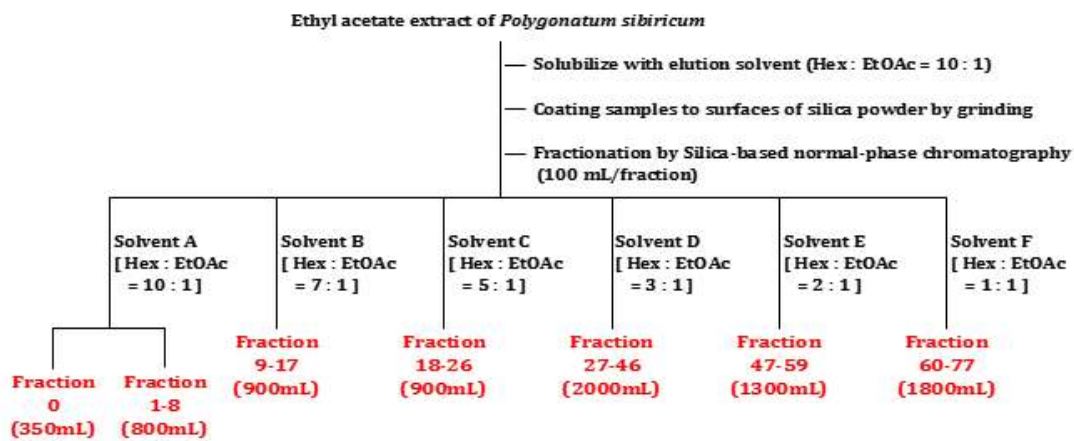 Ethyl acetate extract of Polygonatum sibiricum
Solubilize with elution solvent (Hex : EtOAc = 10 : 1)
Coating samples to surfaces of silica powder by grinding
Fractionation by Silica-based normal-phase chromatography
(100 mL/fraction)
Solvent A
[ Hex : EtOAc
= 10 : 1 ]
Solvent B
[ Hex : EtOAc
= 7 : 1 ]
Solvent C
[ Hex : EtOAc
= 5 : 1 ]
Solvent D
[ Hex : EtOAc
= 3 : 1 ]
Solvent E
[ Hex : EtOAc
= 2 : 1 ]
Solvent F
[ Hex : EtOAc
= 1 : 1 ]
Fraction
0
(350mL)
Fraction
1-8
(800mL)
Fraction
9-17
(900mL)
Fraction
18-26
(900mL)
Fraction
27-46
(2000mL)
Fraction
47-59
(1300mL)
Fraction
60-77
(1800mL)